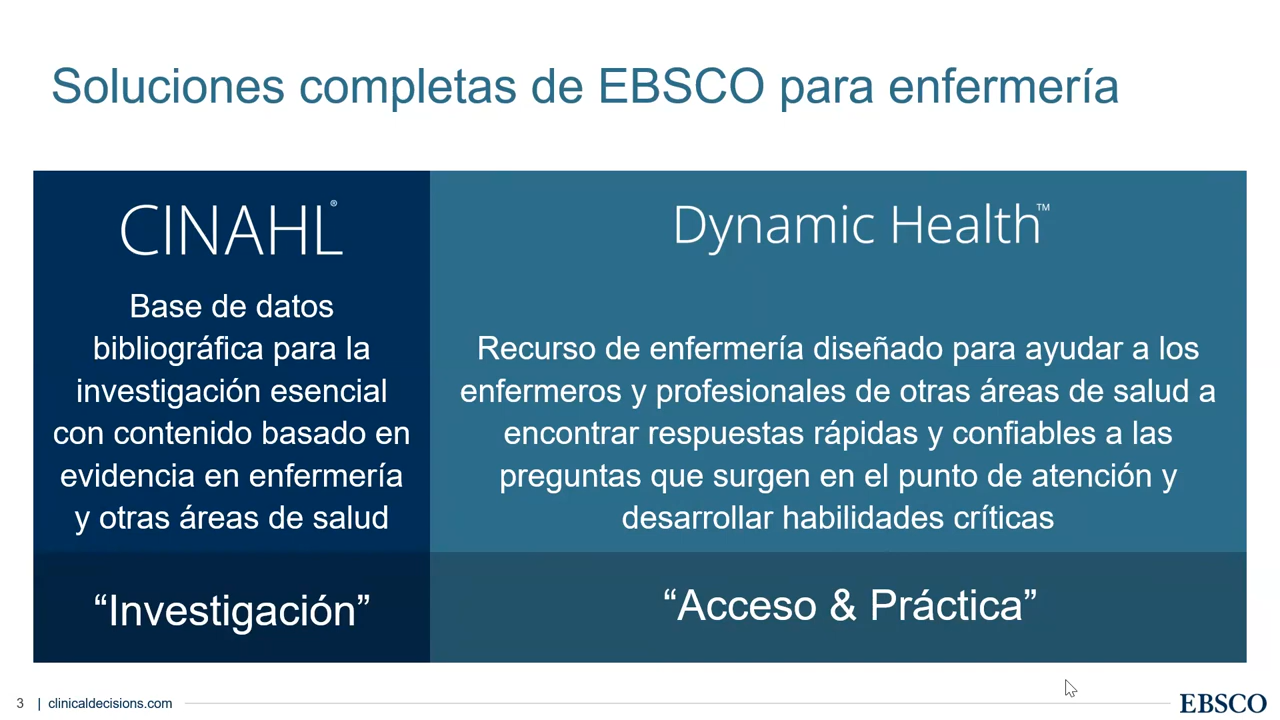 Soluciones completas de EBSCO para enfermería
CINAHL®
Base de datos
bibliográfica para la
investigación esencial
con contenido basado en
evidencia en enfermería
y otras áreas de salud
“Investigación”
Dynamic Health™
Recurso de enfermería diseñado para ayudar a los
enfermeros y profesionales de otras áreas de salud a
encontrar respuestas rápidas y confiables a las
preguntas que surgen en el punto de atención y
desarrollar habilidades críticas
“Acceso & Práctica”
3 | clinicaldecisions.com
EBSCO